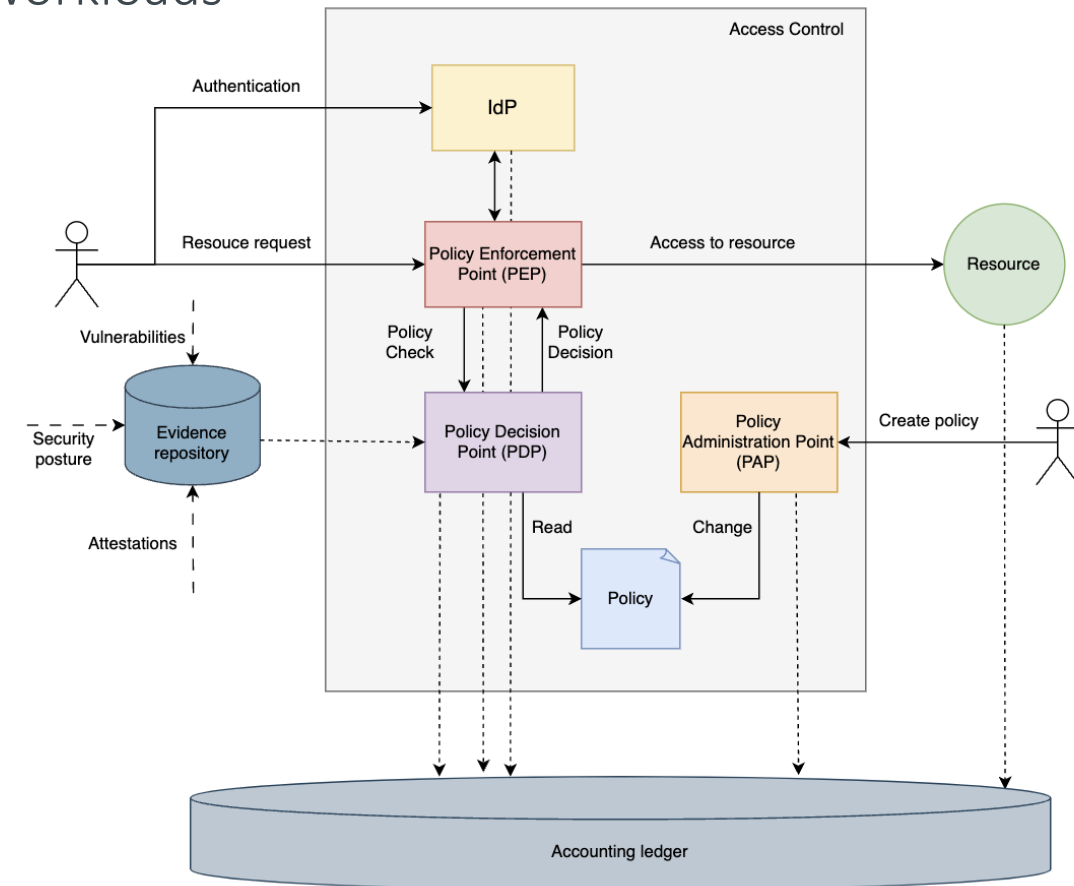 workloads
Access Control
Authentication
IdP
Resouce request
Policy Enforcement
Point (PEP)
Access to resource
Resource
Vulnerabilities
Policy
Check
Policy
Decision
Security
posture
Evidence
repository
Policy Decision
Point (PDP)
Policy
Administration Point
(PAP)
Create policy
Attestations
Read
Change
Policy
Accounting ledger